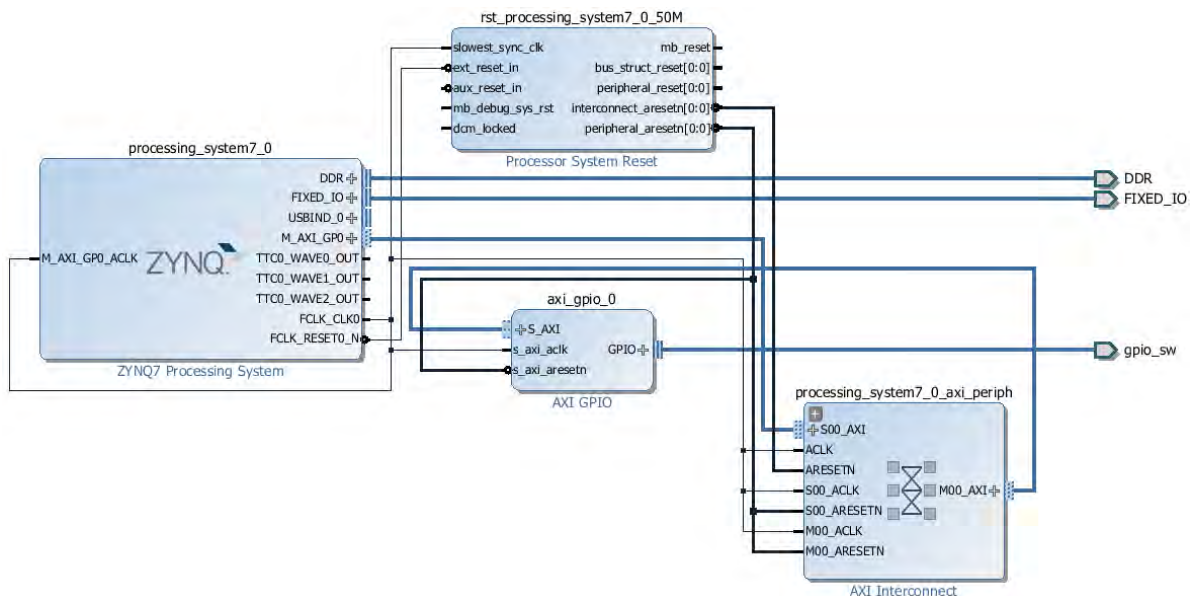 rst_processing_system7_0_50M
slowest_sync_clk
ext_reset_in
aux_reset_in
mb_debug_sys_rst
dcm_locked
mb_reset
bus_struct_reset[0:0]
peripheral_reset[0:0]
interconnect_aresetn[0:0]
peripheral_aresetn[0:0]
Processor System Reset
processing_system7_0
M_AXI_GP0_ACLK
ZYNQ
DDR
FIXED_IO
USBIND_0
M_AXI_GP0
TTC0_WAVE0_OUT
TTC0_WAVE1_OUT
TTC0_WAVE2_OUT
FCLK_CLK0
FCLK_RESET0_N
ZYNQ7 Processing System
DDR
FIXED_IO
axi_gpio_0
S_AXI
s_axi_aclk
s_axi_aresetn
GPIO
AXI GPIO
gpio_sw
processing_system7_0_axi_periph
S00_AXI
ACLK
ARESETN
S00_ACLK
S00_ARESETN
M00_ACLK
M00_ARESETN
M00_AXI
AXI Interconnect